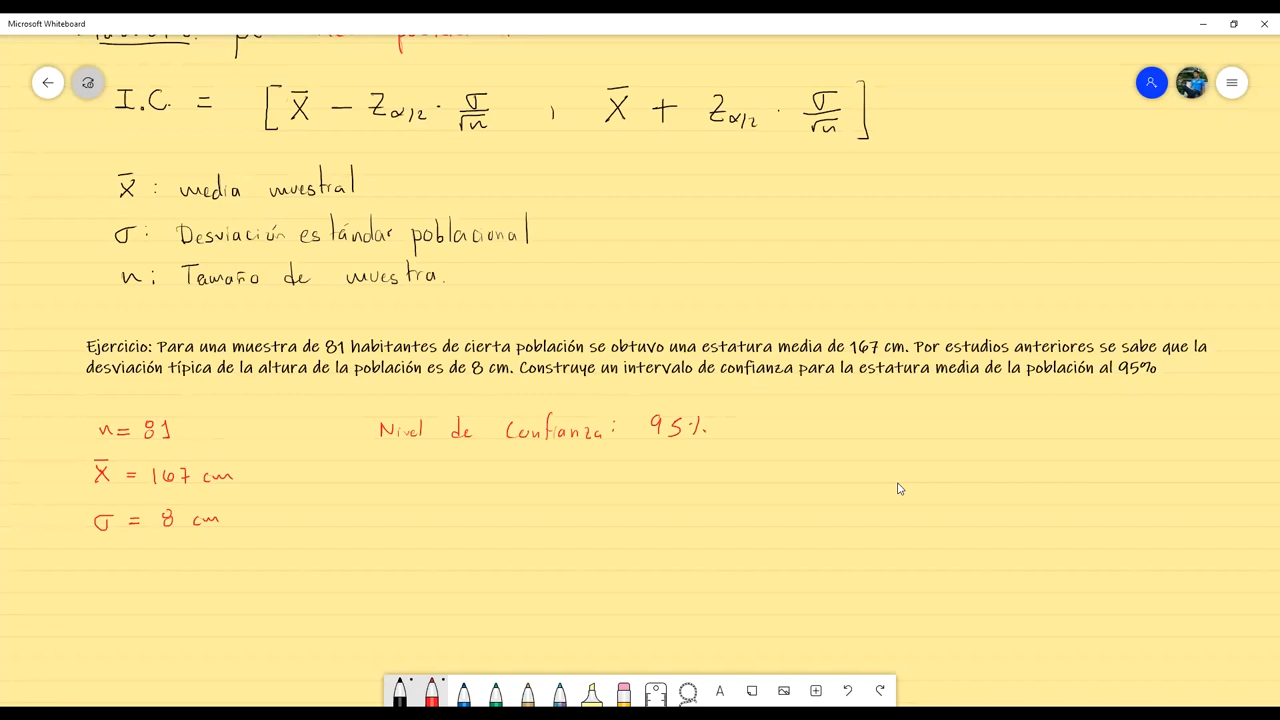 Microsoft Whiteboard
I.C. = [X̄ − Zα/2 · σ/√n , X̄ + Zα/2 · σ/√n]
X̄ : media muestral
σ : Desviación estándar poblacional
n : Tamaño de muestra.
Ejercicio: Para una muestra de 81 habitantes de cierta población se obtuvo una estatura media de 167 cm. Por estudios anteriores se sabe que la
desviación típica de la altura de la población es de 8 cm. Construye un intervalo de confianza para la estatura media de la población al 95%
n = 81 Nivel de Confianza: 95%
X̄ = 167 cm
σ = 8 cm
A